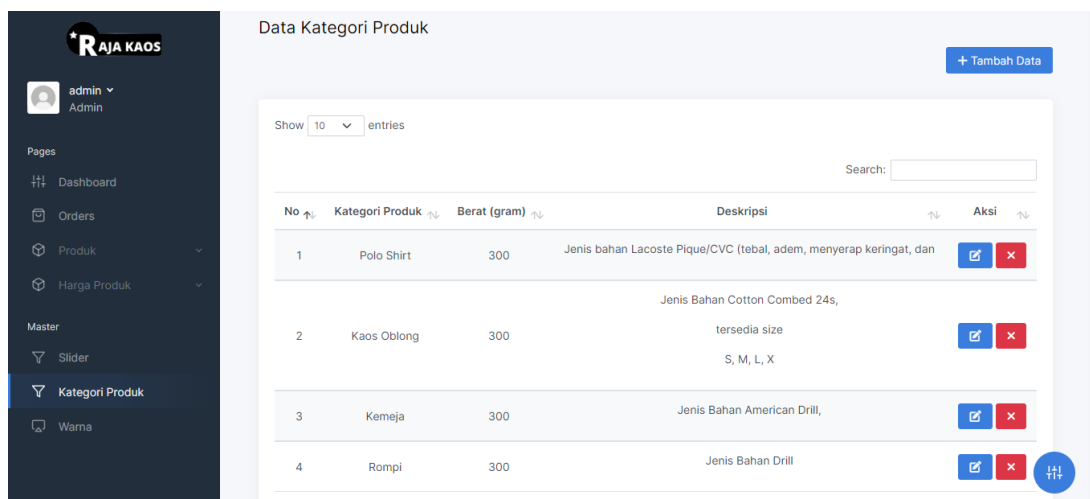 RAJA KAOS
admin
Admin
Pages
Dashboard
Orders
Produk
Harga Produk
Master
Slider
Kategori Produk
Warna
Data Kategori Produk
+ Tambah Data
Show 10 entries
Search:
No Kategori Produk Berat (gram) Deskripsi Aksi
1 Polo Shirt 300 Jenis bahan Lacoste Pique/CVC (tebal, adem, menyerap keringat, dan
2 Kaos Oblong 300 Jenis Bahan Cotton Combed 24s,
tersedia size
S, M, L, X
3 Kemeja 300 Jenis Bahan American Drill,
4 Rompi 300 Jenis Bahan Drill